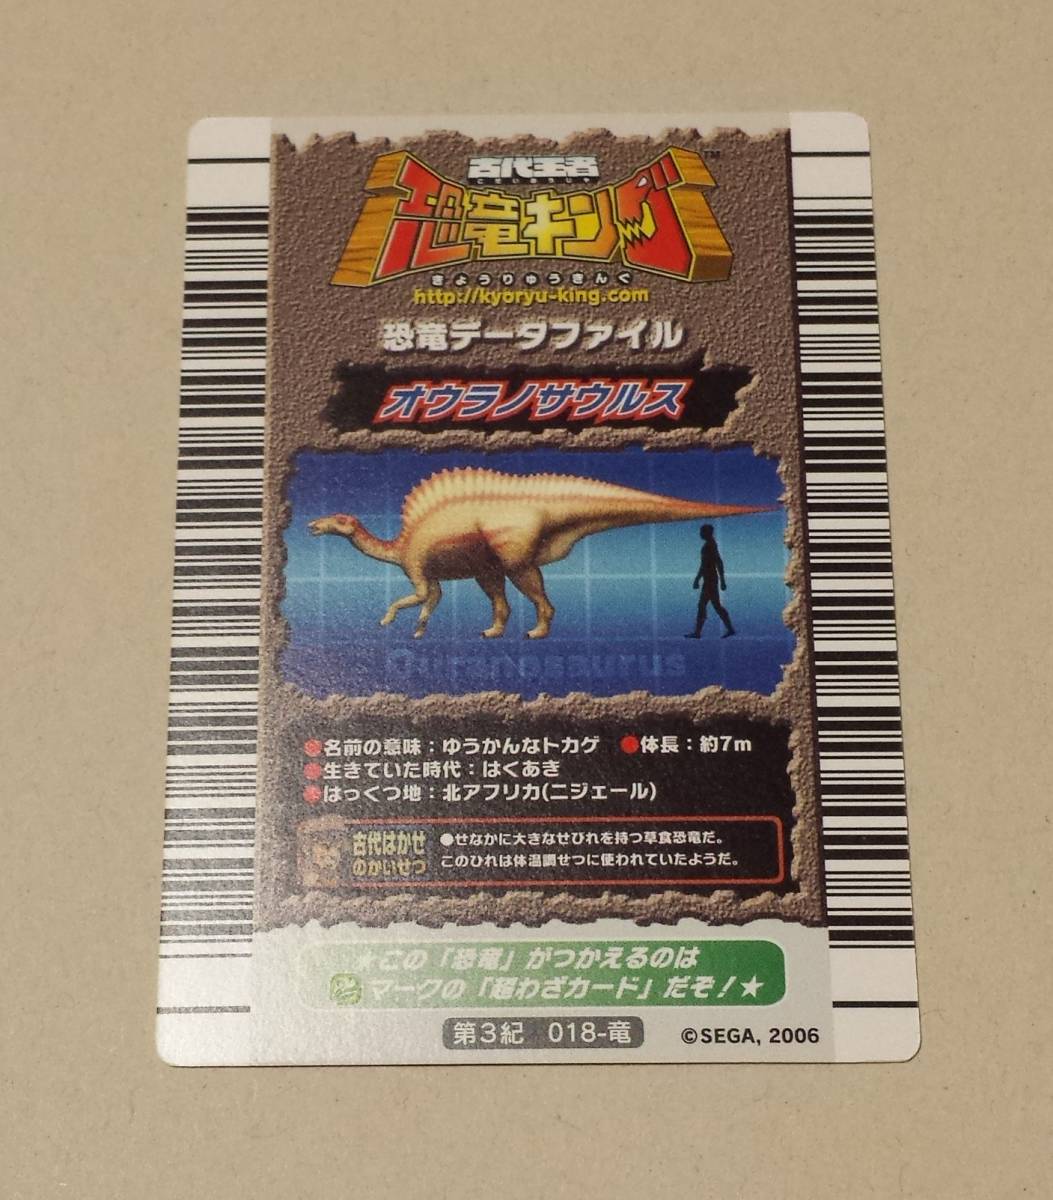 古代王者
こだいおうじゃ
恐竜キング
TM
きょうりゅうきんぐ
http://kyoryu-king.com
恐竜データファイル
オウラノサウルス
Ouranosaurus
●名前の意味：ゆうかんなトカゲ ●体長：約7m
●生きていた時代：はくあき
●はっくつ地：北アフリカ(ニジェール)
古代はかせ
のかいせつ
●せなかに大きなせびれを持つ草食恐竜だ。
このひれは体温調せつに使われていたようだ。
★この「恐竜」がつかえるのは
マークの「超わざカード」だぞ！★
第3紀 018-竜
©SEGA, 2006